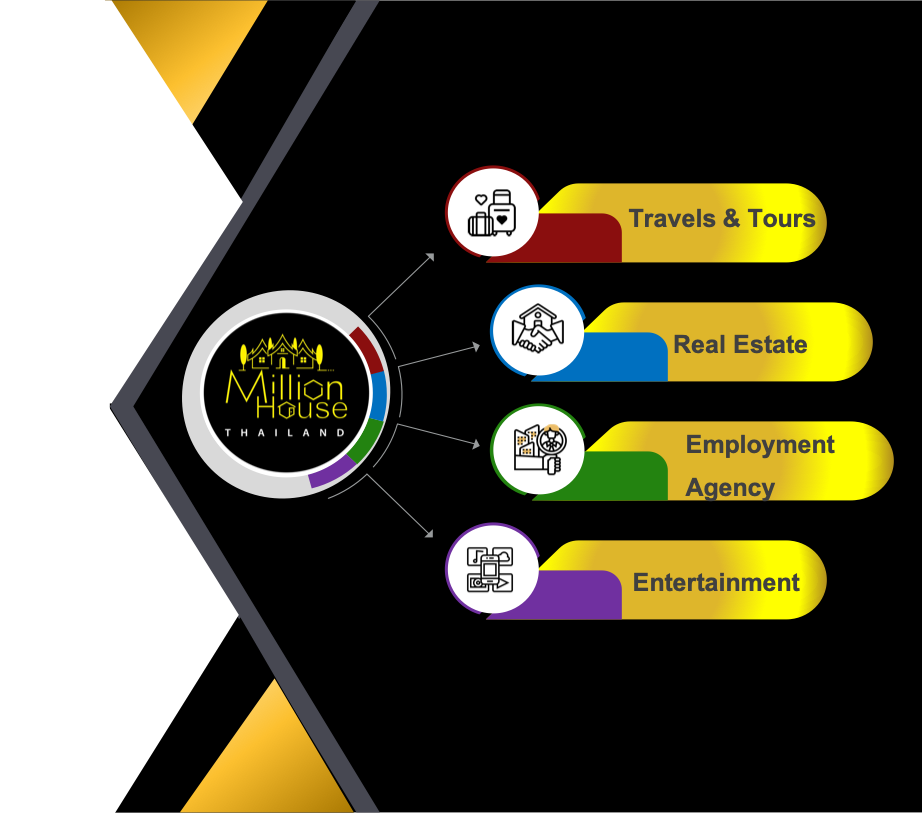 Travels & Tours
Million
House
THAILAND
Real Estate
Employment
Agency
Entertainment